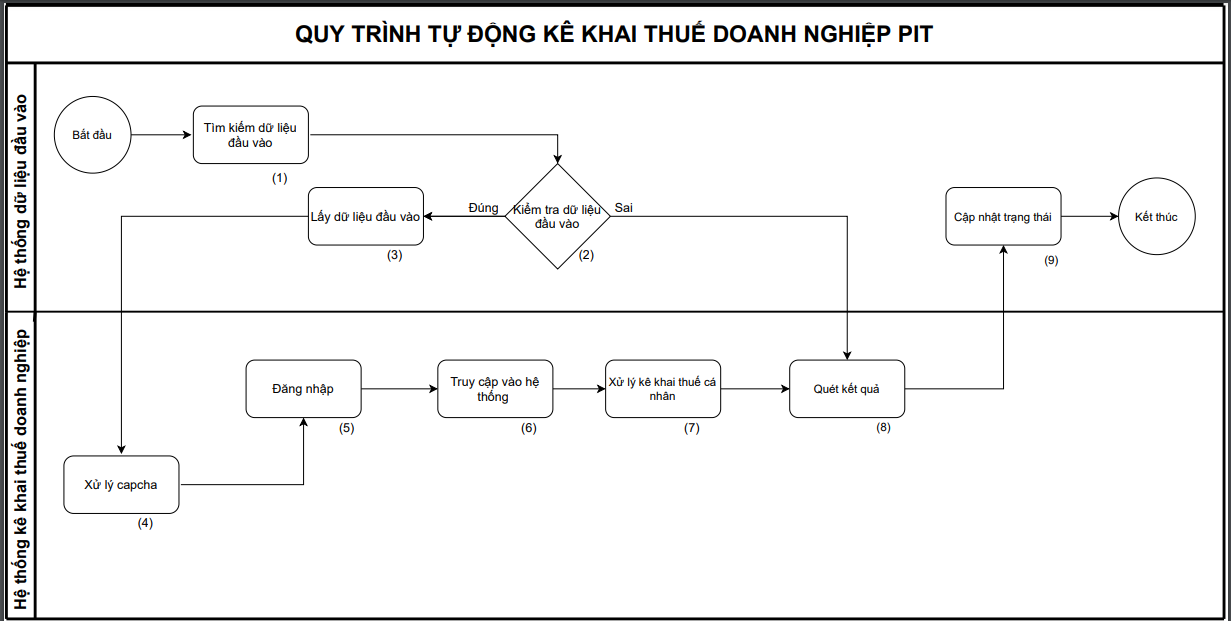 QUY TRÌNH TỰ ĐỘNG KÊ KHAI THUẾ DOANH NGHIỆP PIT
Hệ thống dữ liệu đầu vào
Bắt đầu
Tìm kiếm dữ liệu
đầu vào
(1)
Lấy dữ liệu đầu vào
(3)
Đúng
Kiểm tra dữ liệu
đầu vào
(2)
Sai
Cập nhật trạng thái
(9)
Kết thúc
Hệ thống kê khai thuế doanh nghiệp
Xử lý capcha
(4)
Đăng nhập
(5)
Truy cập vào hệ
thống
(6)
Xử lý kê khai thuế cá
nhân
(7)
Quét kết quả
(8)